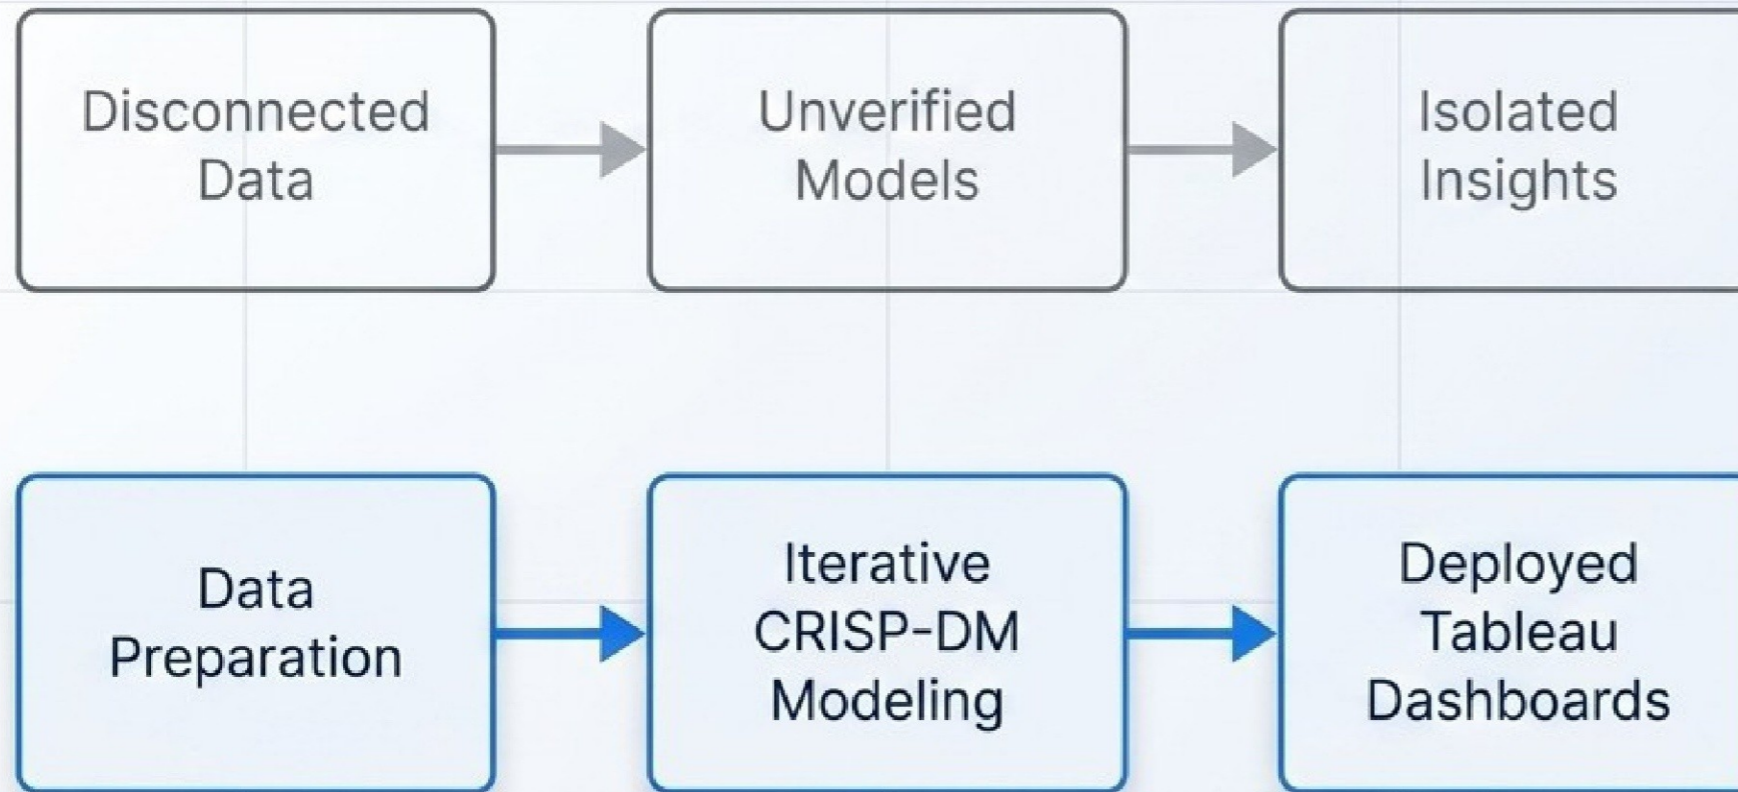 Disconnected
Data
Unverified
Models
Isolated
Insights
Data
Preparation
Iterative
CRISP-DM
Modeling
Deployed
Tableau
Dashboards